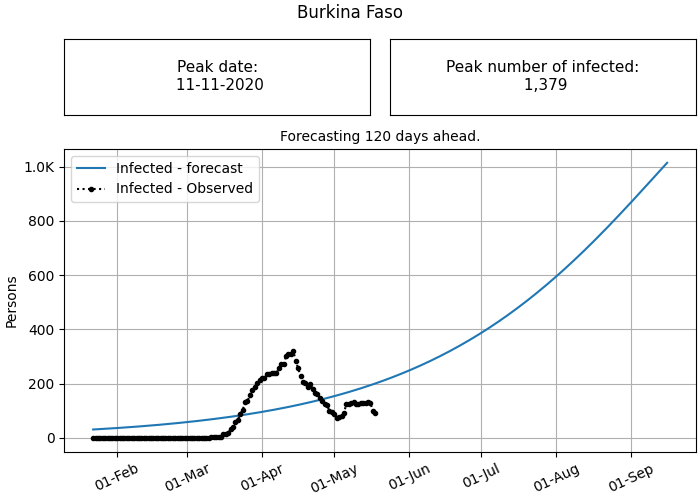 Burkina Faso
Peak date:
11-11-2020
Peak number of infected:
1,379
Forecasting 120 days ahead.
Infected - forecast
Infected - Observed
1.0K
800
600
400
200
0
Persons
01-Feb
01-Mar
01-Apr
01-May
01-Jun
01-Jul
01-Aug
01-Sep